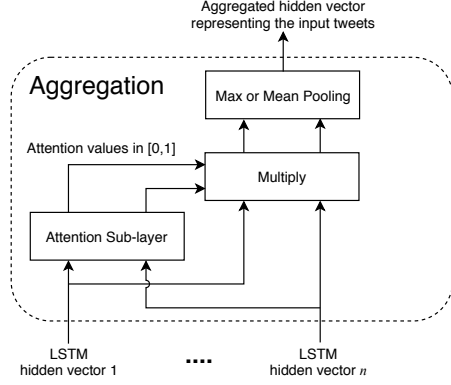 Aggregated hidden vector
representing the input tweets
Aggregation
Max or Mean Pooling
Attention values in [0,1]
Multiply
Attention Sub-layer
LSTM
hidden vector 1
....
LSTM
hidden vector n